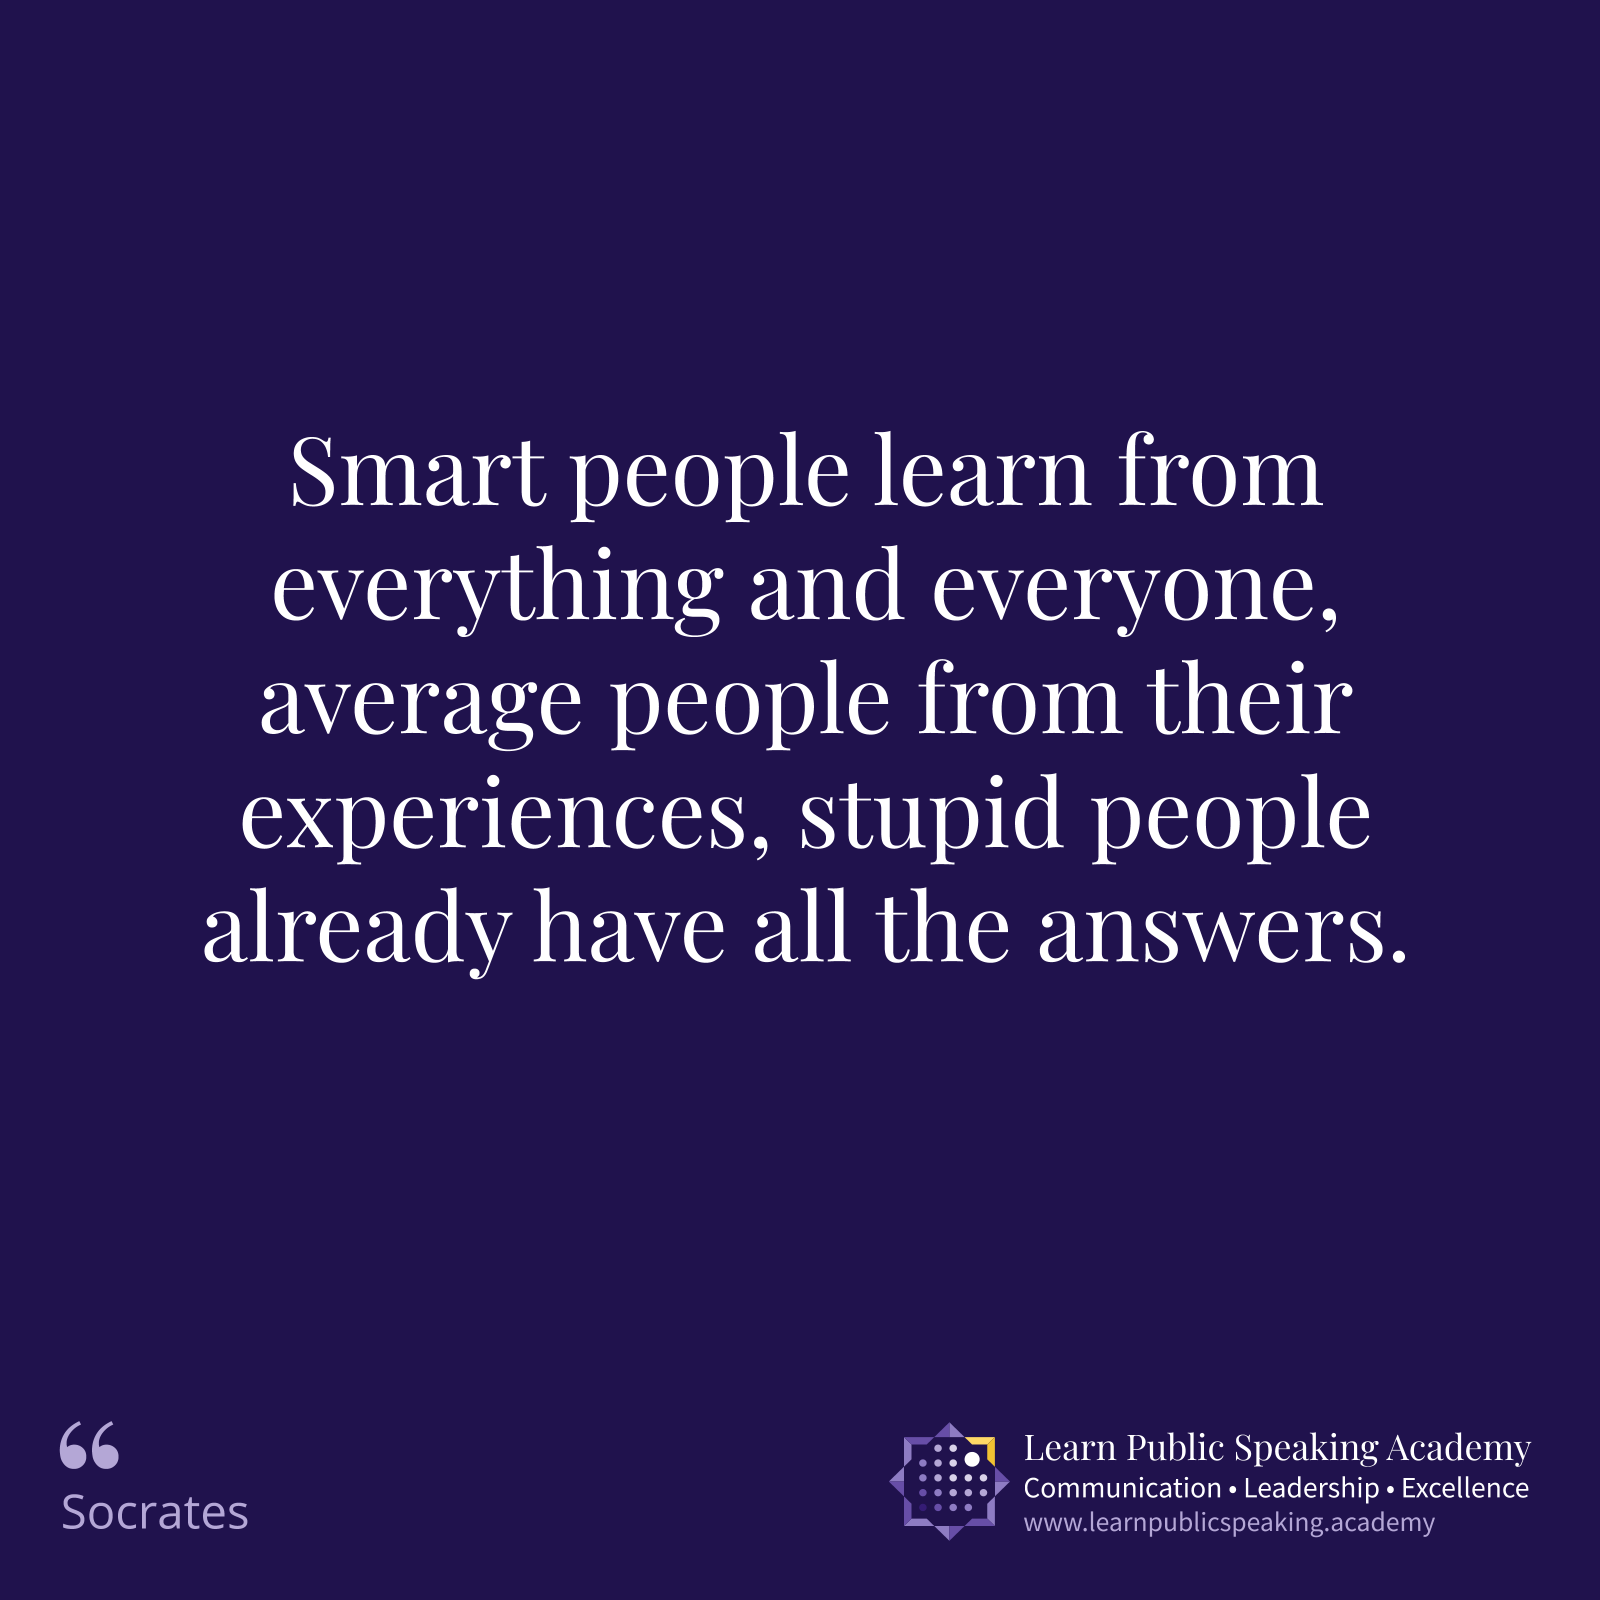 Smart people learn from
everything and everyone,
average people from their
experiences, stupid people
already have all the answers.
“
Socrates
Learn Public Speaking Academy
Communication • Leadership • Excellence
www.learnpublicspeaking.academy